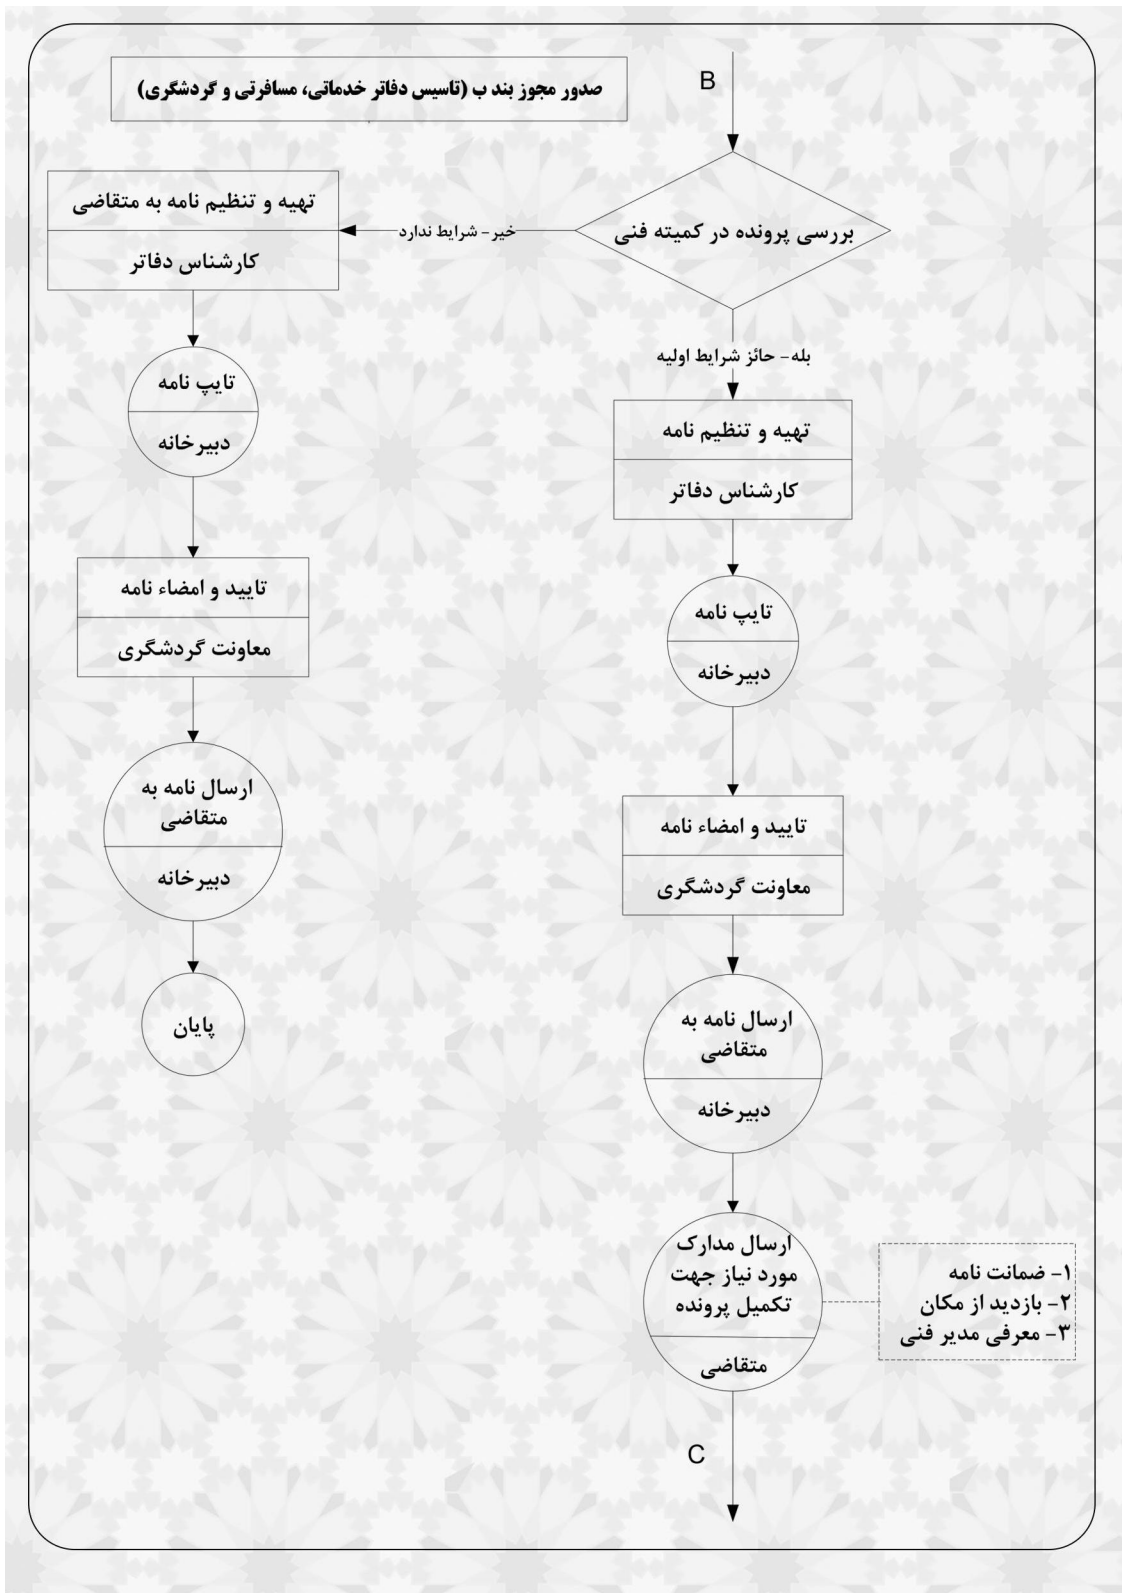 صدور مجوز بند ب (تاسیس دفاتر خدماتی، مسافرتی و گردشگری)
B
بررسی پرونده در کمیته فنی
خیر- شرایط ندارد
تهیه و تنظیم نامه به متقاضی
کارشناس دفاتر
تایپ نامه
دبیرخانه
تایید و امضاء نامه
معاونت گردشگری
ارسال نامه به
متقاضی
دبیرخانه
پایان
بله- حائز شرایط اولیه
تهیه و تنظیم نامه
کارشناس دفاتر
تایپ نامه
دبیرخانه
تایید و امضاء نامه
معاونت گردشگری
ارسال نامه به
متقاضی
دبیرخانه
ارسال مدارک
مورد نیاز جهت
تکمیل پرونده
متقاضی
۱- ضمانت نامه
۲- بازدید از مکان
۳- معرفی مدیر فنی
C